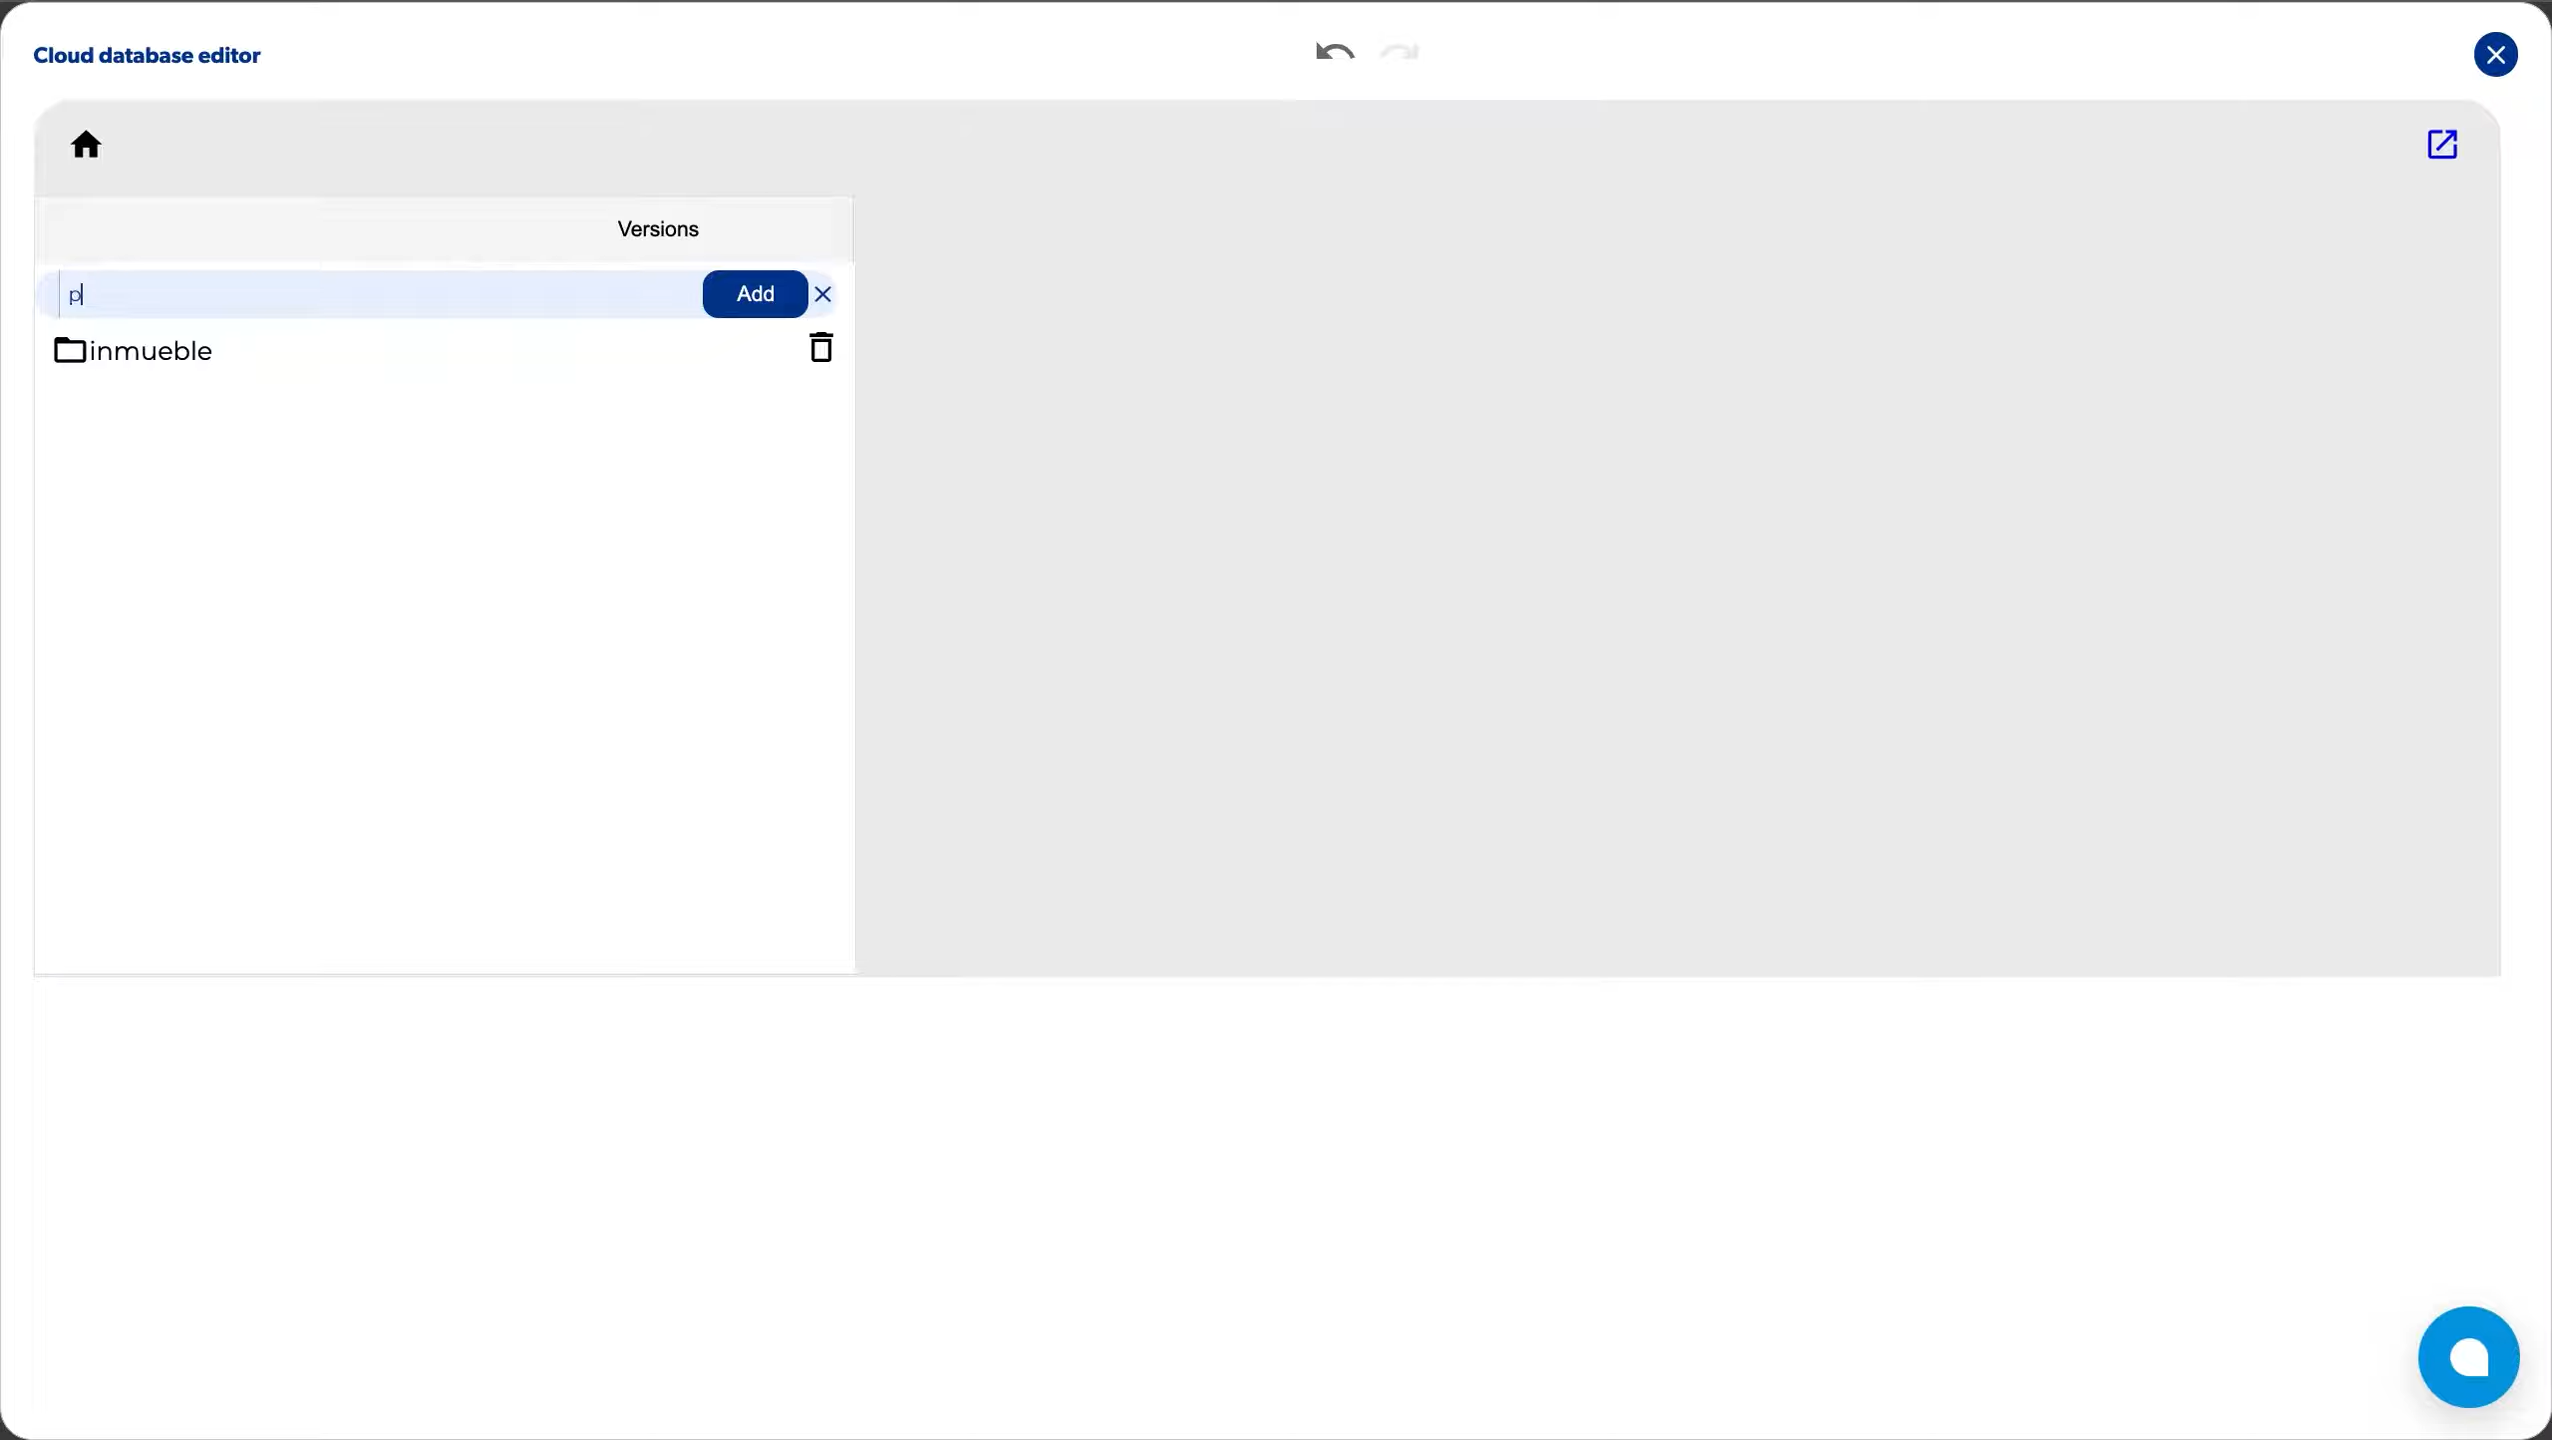 Cloud database editor
Versions
p
Add
inmueble